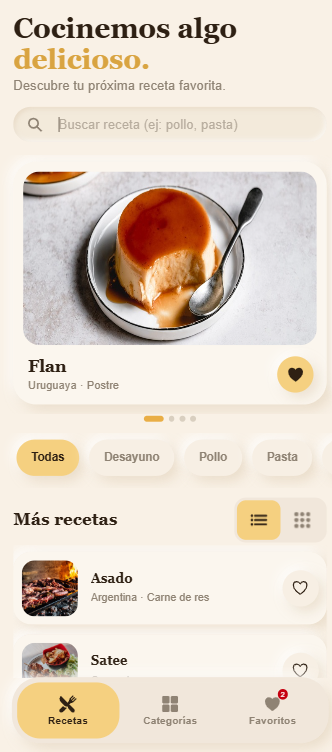 Cocinemos algo
delicioso.
Descubre tu próxima receta favorita.
Buscar receta (ej: pollo, pasta)
Flan
Uruguaya · Postre
Todas
Desayuno
Pollo
Pasta
Más recetas
Asado
Argentina · Carne de res
Satee
2
Recetas
Categorías
Favoritos